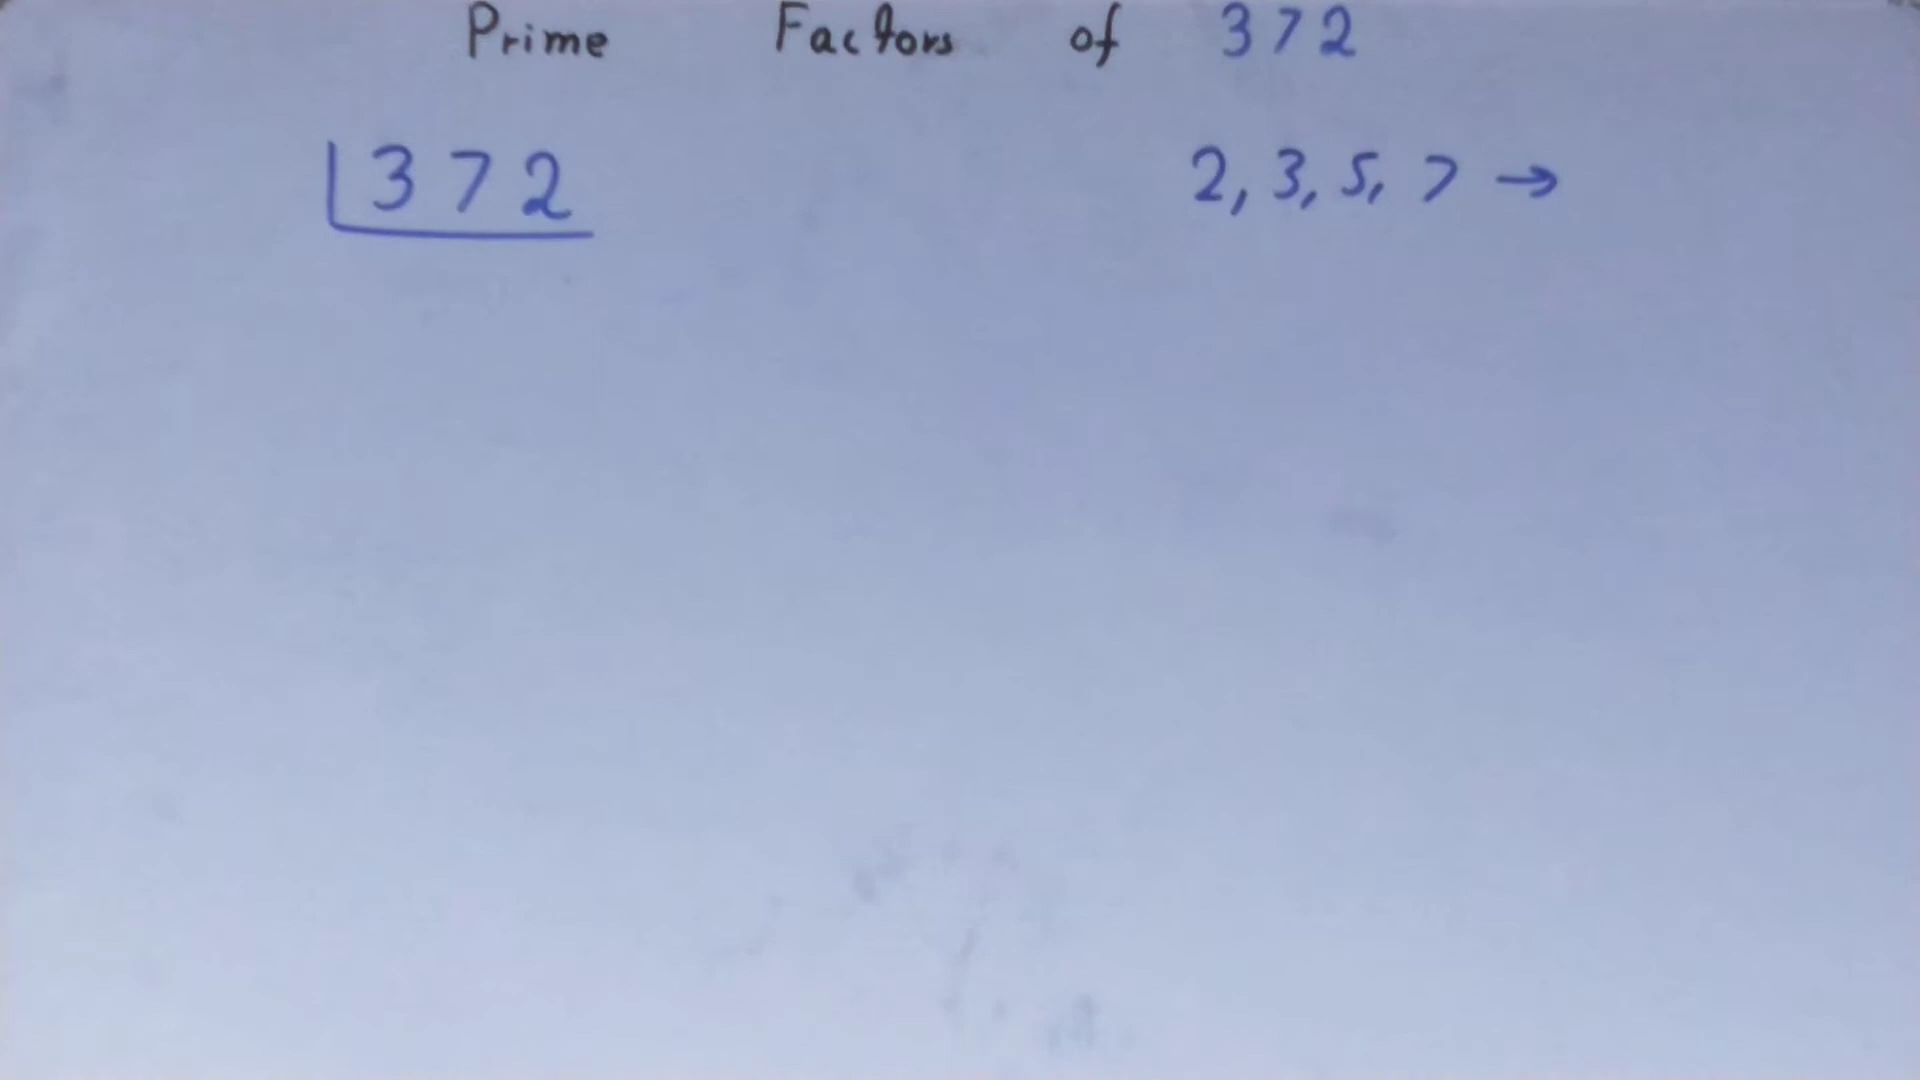 Prime Factors of 372
372
2, 3, 5, 7 →